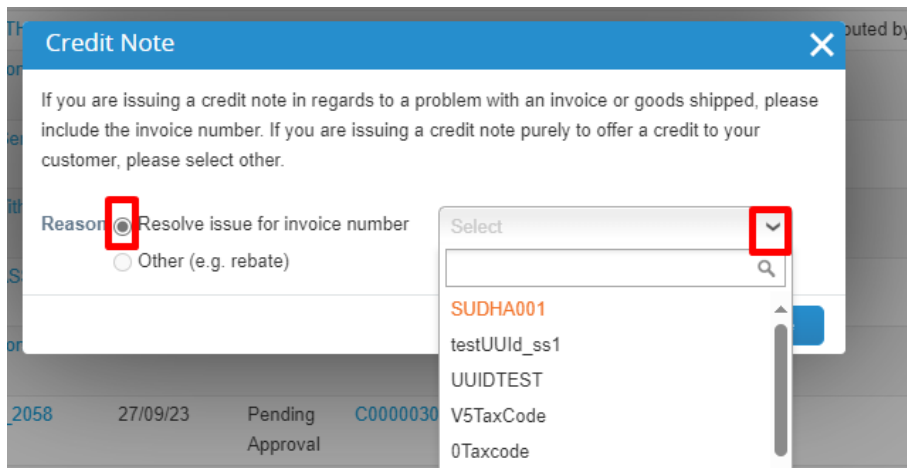 TH
Credit Note
buted by
or
If you are issuing a credit note in regards to a problem with an invoice or goods shipped, please
include the invoice number. If you are issuing a credit note purely to offer a credit to your
customer, please select other.
Reason Resolve issue for invoice number Select
Other (e.g. rebate)
SUDHA001
testUUId_ss1
UUIDTEST
V5TaxCode
0Taxcode
_2058 27/09/23 Pending Approval C0000030